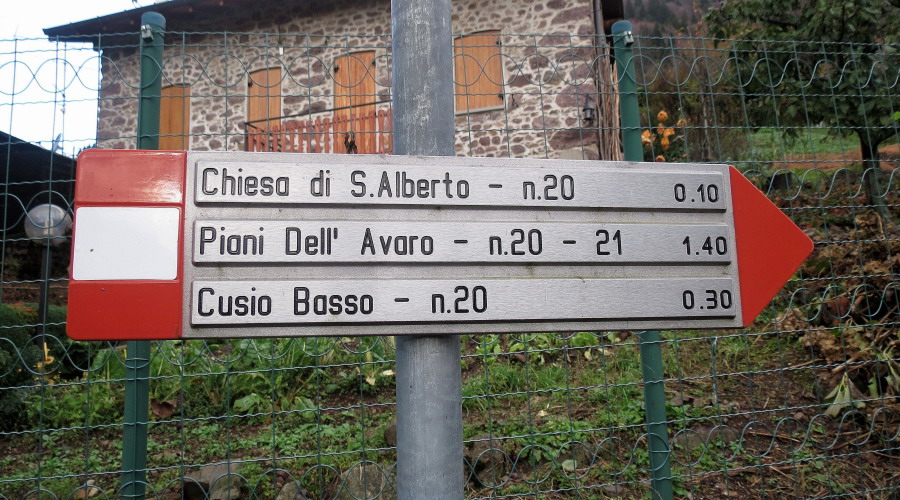 Chiesa di S.Alberto - n.20 0.10
Piani Dell' Avaro - n.20 - 21 1.40
Cusio Basso - n.20 0.30